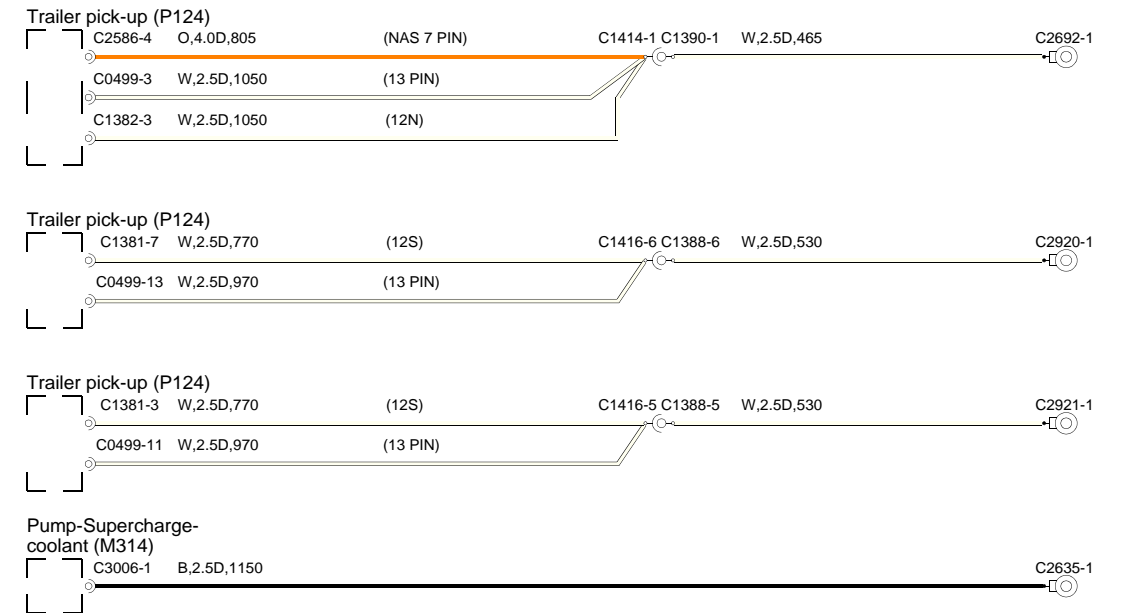 Trailer pick-up (P124)
C2586-4 O,4.0D,805 (NAS 7 PIN) C1414-1 C1390-1 W,2.5D,465 C2692-1
C0499-3 W,2.5D,1050 (13 PIN)
C1382-3 W,2.5D,1050 (12N)
Trailer pick-up (P124)
C1381-7 W,2.5D,770 (12S) C1416-6 C1388-6 W,2.5D,530 C2920-1
C0499-13 W,2.5D,970 (13 PIN)
Trailer pick-up (P124)
C1381-3 W,2.5D,770 (12S) C1416-5 C1388-5 W,2.5D,530 C2921-1
C0499-11 W,2.5D,970 (13 PIN)
Pump-Supercharge-
coolant (M314)
C3006-1 B,2.5D,1150 C2635-1